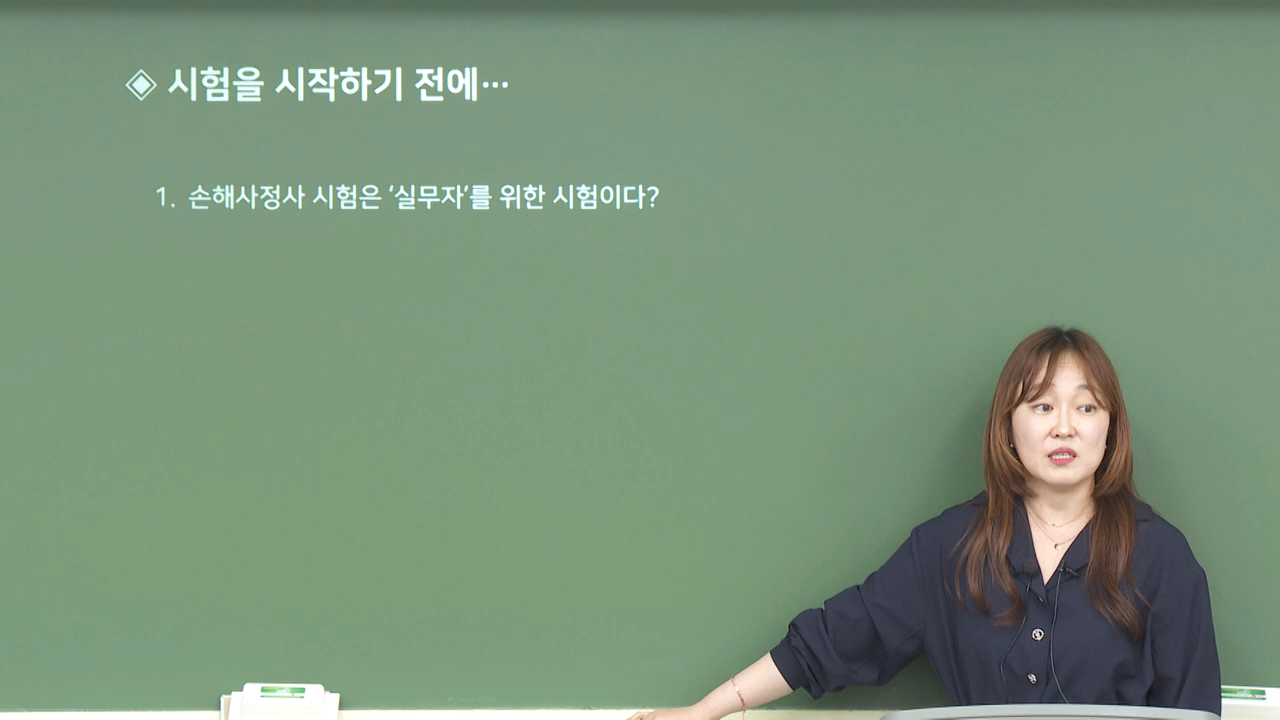 ◈ 시험을 시작하기 전에…
1. 손해사정사 시험은 '실무자'를 위한 시험이다?